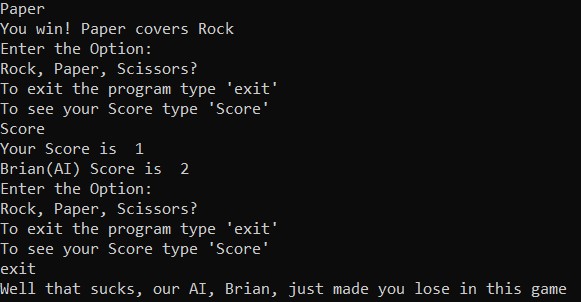 Paper
You win! Paper covers Rock
Enter the Option:
Rock, Paper, Scissors?
To exit the program type 'exit'
To see your Score type 'Score'
Score
Your Score is  1
Brian(AI) Score is  2
Enter the Option:
Rock, Paper, Scissors?
To exit the program type 'exit'
To see your Score type 'Score'
exit
Well that sucks, our AI, Brian, just made you lose in this game